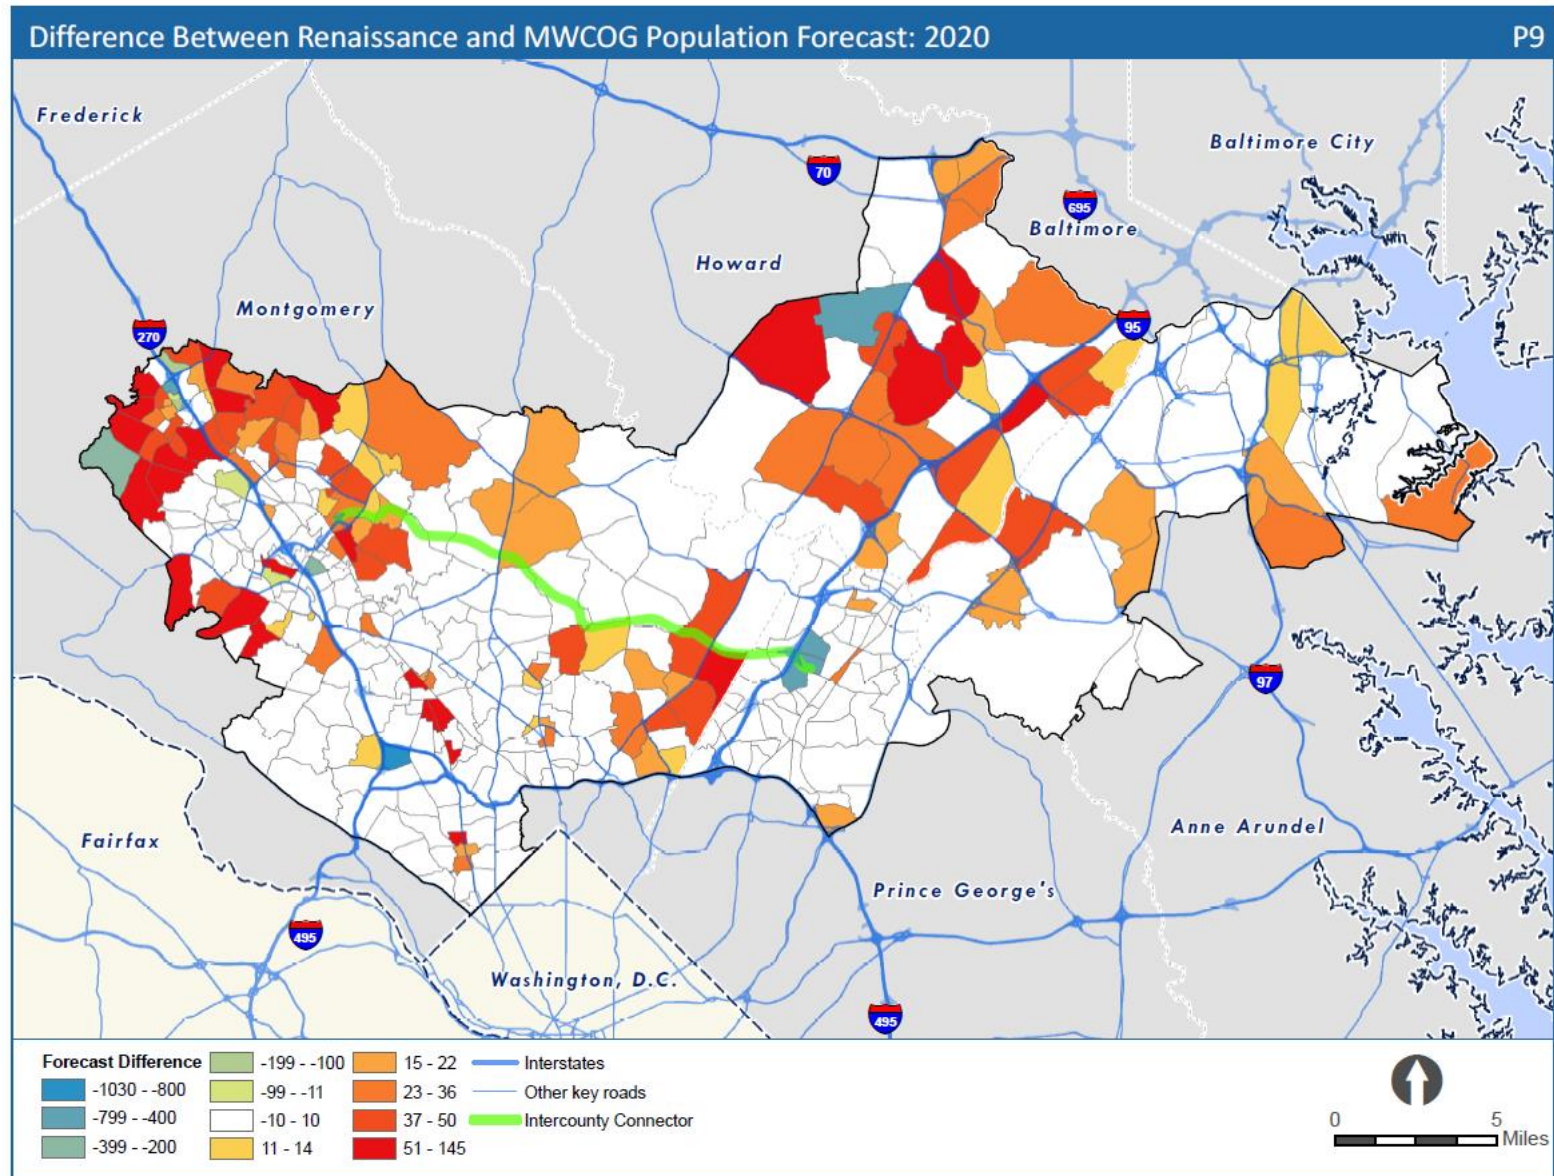 Difference Between Renaissance and MWCOG Population Forecast: 2020 P9
Frederick
Baltimore City
70
695
Baltimore
Howard
Montgomery
270
95
97
Fairfax
Anne Arundel
Prince George's
495
Washington, D.C.
495
Forecast Difference
-1030 - -800
-799 - -400
-399 - -200
-199 - -100
-99 - -11
-10 - 10
11 - 14
15 - 22
23 - 36
37 - 50
51 - 145
Interstates
Other key roads
Intercounty Connector
0 5
Miles